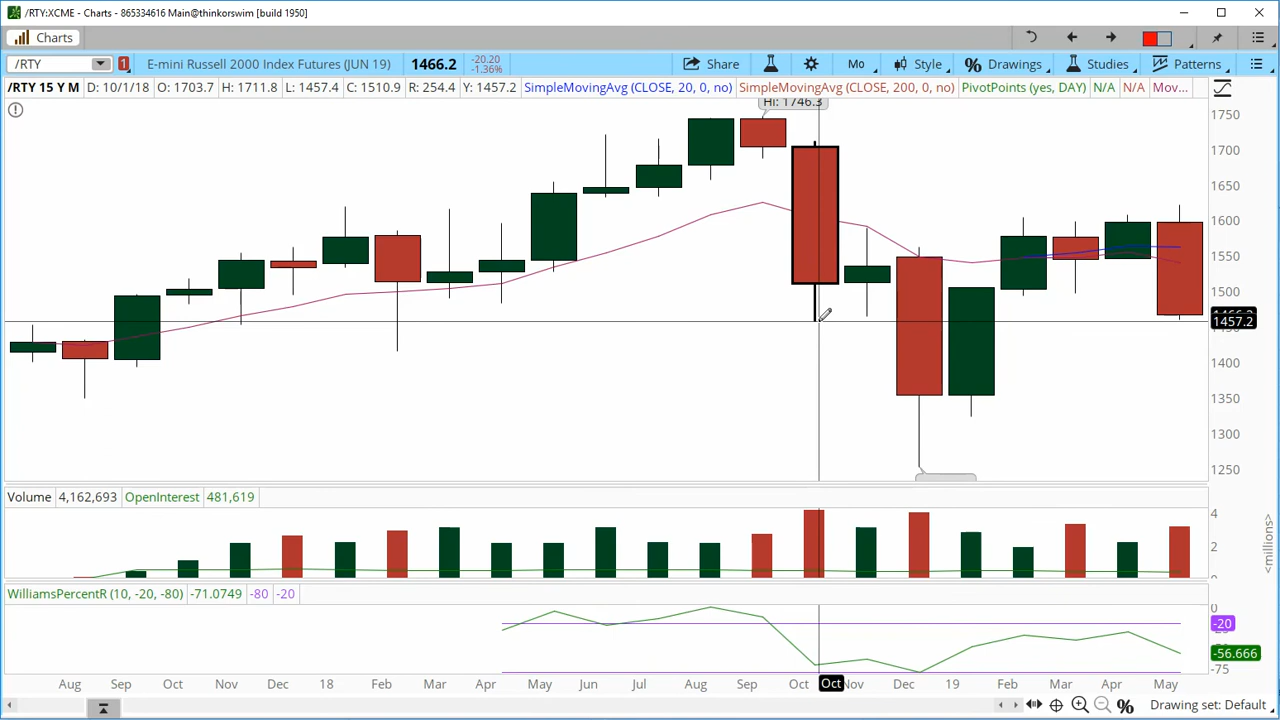 /RTY:XCME - Charts - 865334616 Main@thinkorswim [build 1950]
Charts
/RTY 1 E-mini Russell 2000 Index Futures (JUN 19) 1466.2 -20.20 -1.36% Share Mo Style % Drawings Studies Patterns
/RTY 15 Y M D: 10/1/18 O: 1703.7 H: 1711.8 L: 1457.4 C: 1510.9 R: 254.4 Y: 1457.2 SimpleMovingAvg (CLOSE, 20, 0, no) SimpleMovingAvg (CLOSE, 200, 0, no) PivotPoints (yes, DAY) N/A N/A Mov...
Hi: 1746.3
1750
1700
1650
1600
1550
1500
1457.2
1400
1350
1300
1250
Volume 4,162,693 OpenInterest 481,619
4
2
0
<millions>
WilliamsPercentR (10, -20, -80) -71.0749 -80 -20
0
-20
-56.666
-75
Aug Sep Oct Nov Dec 18 Feb Mar Apr May Jun Jul Aug Sep Oct Oct Nov Dec 19 Feb Mar Apr May
% Drawing set: Default